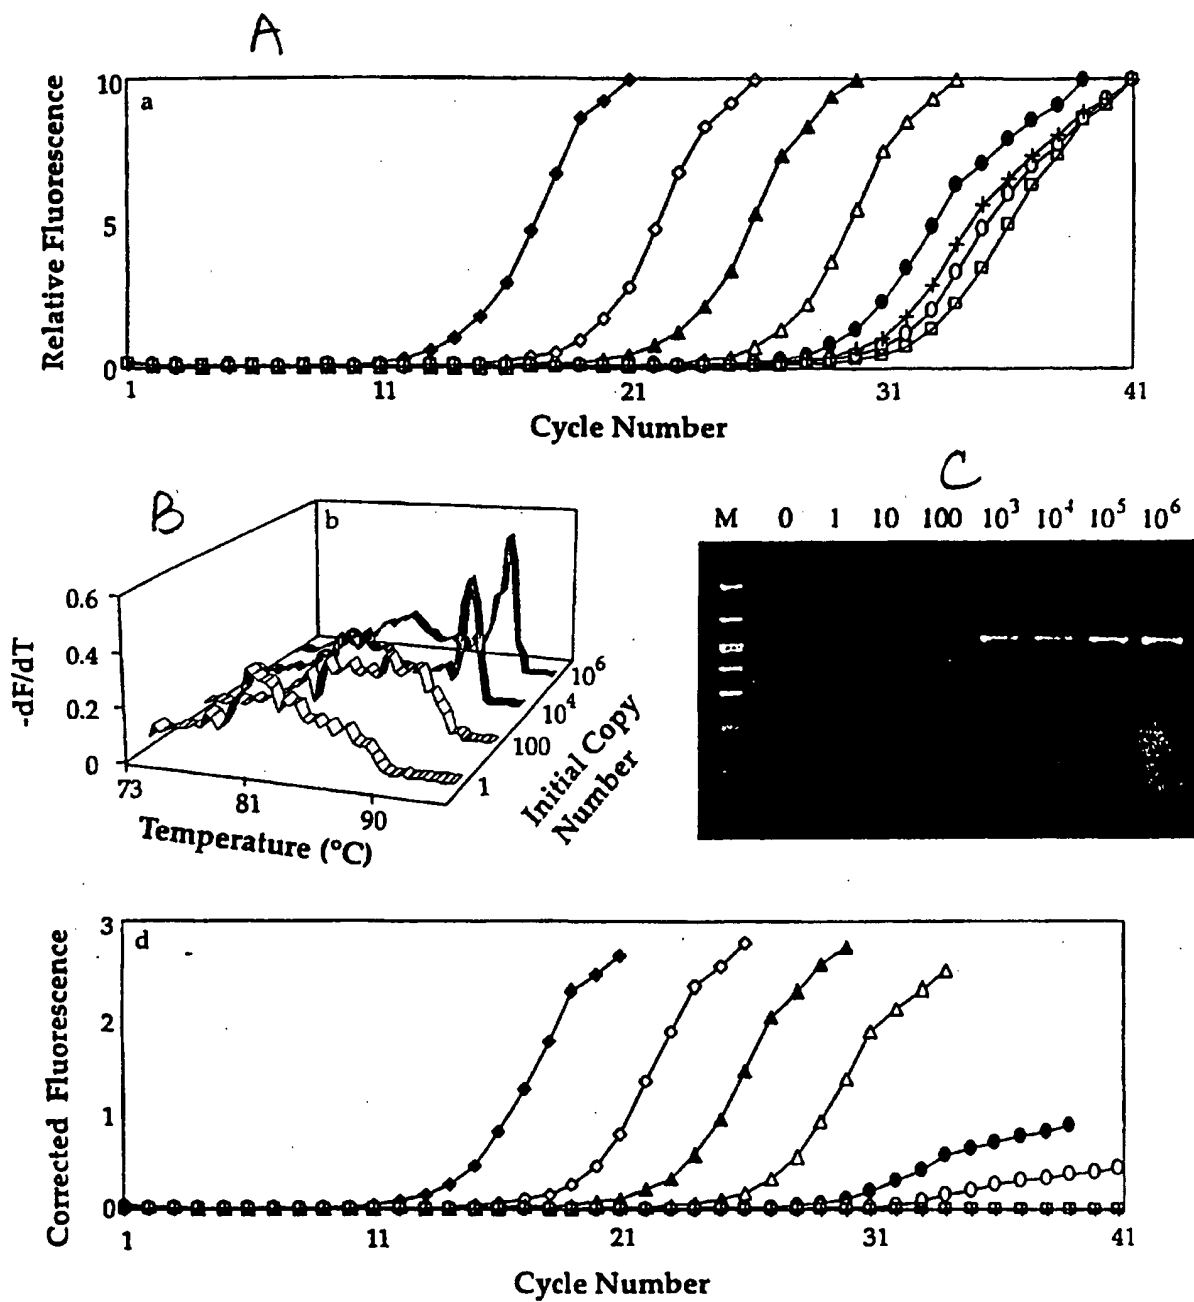 A
10
a
5
0
Relative Fluorescence
1 11 21 31 41
Cycle Number
B
b
0.6
0.4
0.2
0
-dF/dT
73 81 90
Temperature (°C)
1 100 10⁴ 10⁶
Initial Copy
Number
C
M 0 1 10 100 10³ 10⁴ 10⁵ 10⁶
3
d
2
1
0
Corrected Fluorescence
1 11 21 31 41
Cycle Number